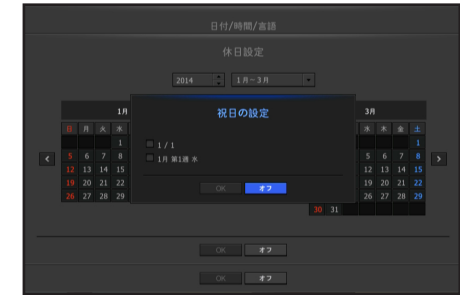 日付/時間/言語
休日設定
2014 1月-3月
1月 3月
日 月 火 水 水 木 金 土
祝日の設定
1 1
1 / 1
5 6 7 8 5 6 7 8
1月 第1週 水
12 13 14 15 12 13 14 15
19 20 21 22 19 20 21 22
OK オフ
26 27 28 29 26 27 28 29
30 31
OK オフ
OK オフ